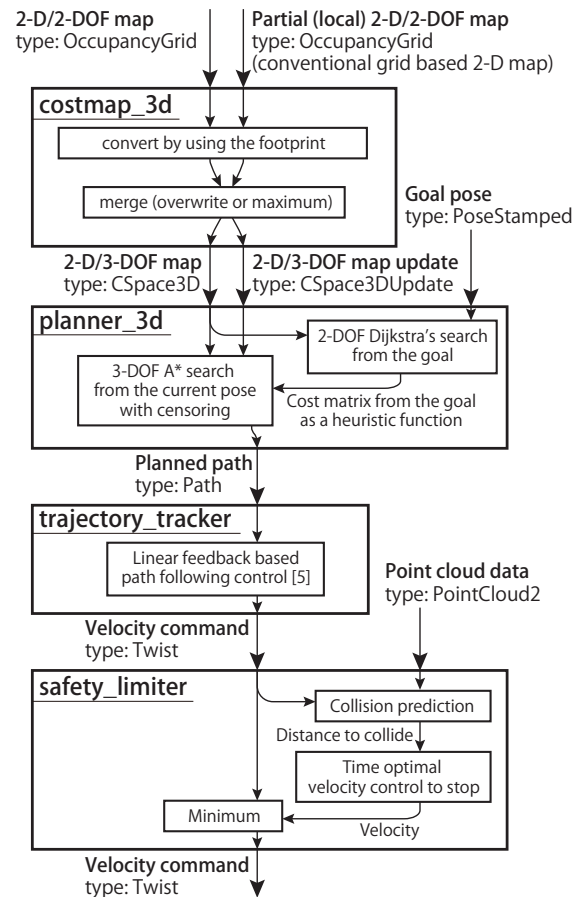 2-D/2-DOF map
type: OccupancyGrid
Partial (local) 2-D/2-DOF map
type: OccupancyGrid
(conventional grid based 2-D map)
costmap_3d
convert by using the footprint
merge (overwrite or maximum)
Goal pose
type: PoseStamped
2-D/3-DOF map
type: CSpace3D
2-D/3-DOF map update
type: CSpace3DUpdate
planner_3d
2-DOF Dijkstra's search
from the goal
3-DOF A* search
from the current pose
with censoring
Cost matrix from the goal
as a heuristic function
Planned path
type: Path
trajectory_tracker
Linear feedback based
path following control [5]
Point cloud data
type: PointCloud2
Velocity command
type: Twist
safety_limiter
Collision prediction
Distance to collide
Time optimal
velocity control to stop
Minimum
Velocity
Velocity command
type: Twist